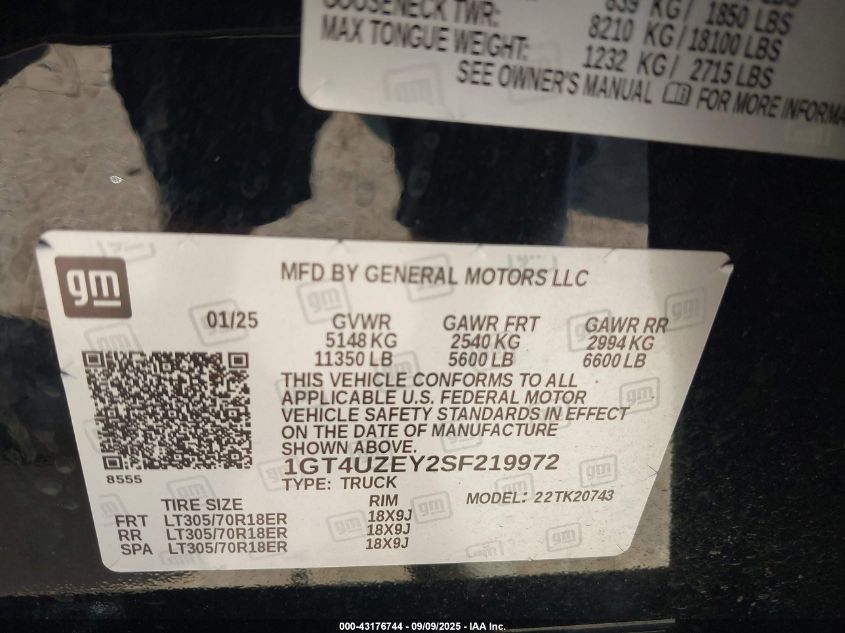 839 KG / 1850 LBS
GOOSENECK TWR: 8210 KG / 18100 LBS
MAX TONGUE WEIGHT: 1232 KG / 2715 LBS
SEE OWNER'S MANUAL FOR MORE INFORMA
gm
MFD BY GENERAL MOTORS LLC
01/25 GVWR GAWR FRT GAWR RR
5148 KG 2540 KG 2994 KG
11350 LB 5600 LB 6600 LB
THIS VEHICLE CONFORMS TO ALL
APPLICABLE U.S. FEDERAL MOTOR
VEHICLE SAFETY STANDARDS IN EFFECT
ON THE DATE OF MANUFACTURE
SHOWN ABOVE.
8555
1GT4UZEY2SF219972
TYPE: TRUCK
MODEL: 22TK20743
TIRE SIZE RIM
FRT LT305/70R18ER 18X9J
RR LT305/70R18ER 18X9J
SPA LT305/70R18ER 18X9J
000-43176744 - 09/09/2025 - IAA Inc.